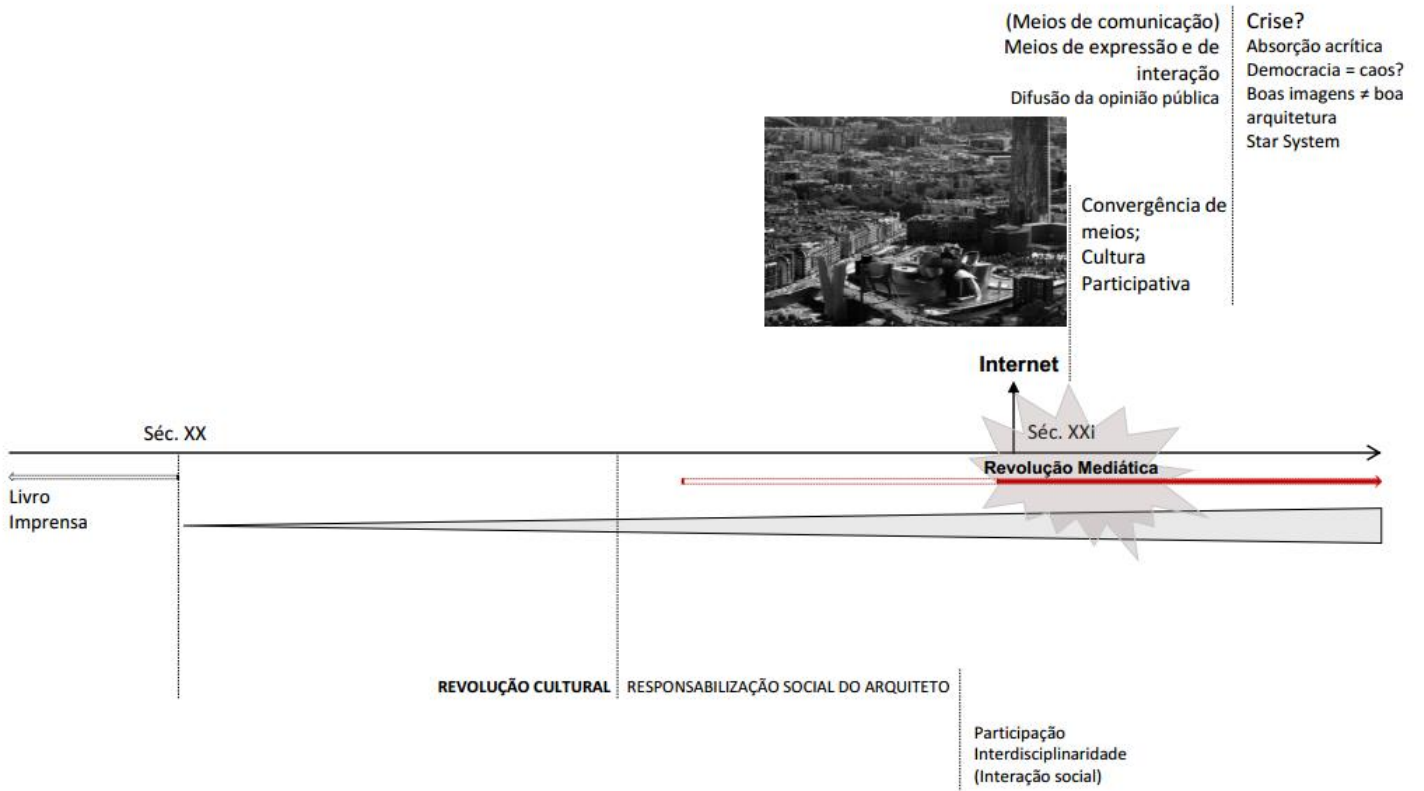 (Meios de comunicação)
Meios de expressão e de
interação
Difusão da opinião pública
Crise?
Absorção acrítica
Democracia = caos?
Boas imagens ≠ boa
arquitetura
Star System
Convergência de
meios;
Cultura
Participativa
Internet
Séc. XX
Séc. XXi
Revolução Mediática
Livro
Imprensa
REVOLUÇÃO CULTURAL
RESPONSABILIZAÇÃO SOCIAL DO ARQUITETO
Participação
Interdisciplinaridade
(Interação social)